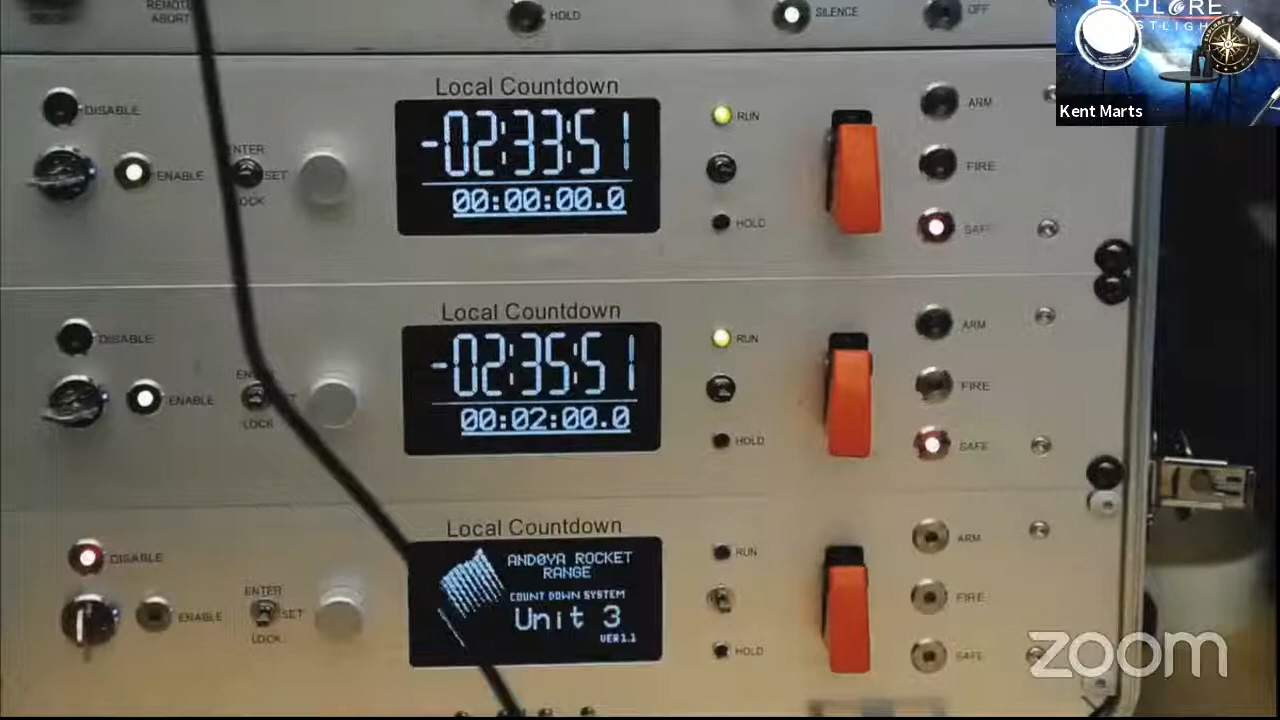 REMOTE
ABORT
HOLD
SILENCE
OFF
EXPLORE
Kent Marts
Local Countdown
DISABLE
ENABLE
ENTER
SET
LOCK
-02:33:51
00:00:00.0
RUN
HOLD
ARM
FIRE
SAFE
Local Countdown
DISABLE
ENABLE
LOCK
-02:35:51
00:02:00.0
RUN
HOLD
ARM
FIRE
SAFE
Local Countdown
DISABLE
ENABLE
ENTER
SET
LOCK
ANDØYA ROCKET
RANGE
COUNT DOWN SYSTEM
Unit 3
VER1.1
RUN
HOLD
ARM
FIRE
SAFE
zoom